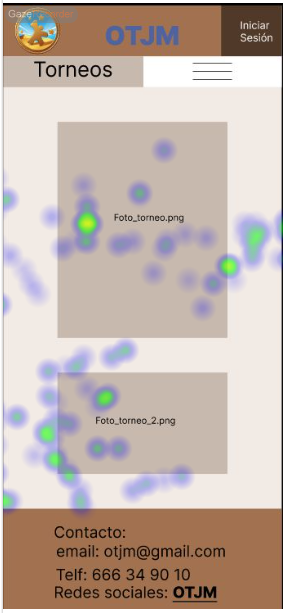 OTJM
Iniciar
Sesión
Torneos
Foto_torneo.png
Foto_torneo_2.png
Contacto:
email: otjm@gmail.com
Telf: 666 34 90 10
Redes sociales: OTJM